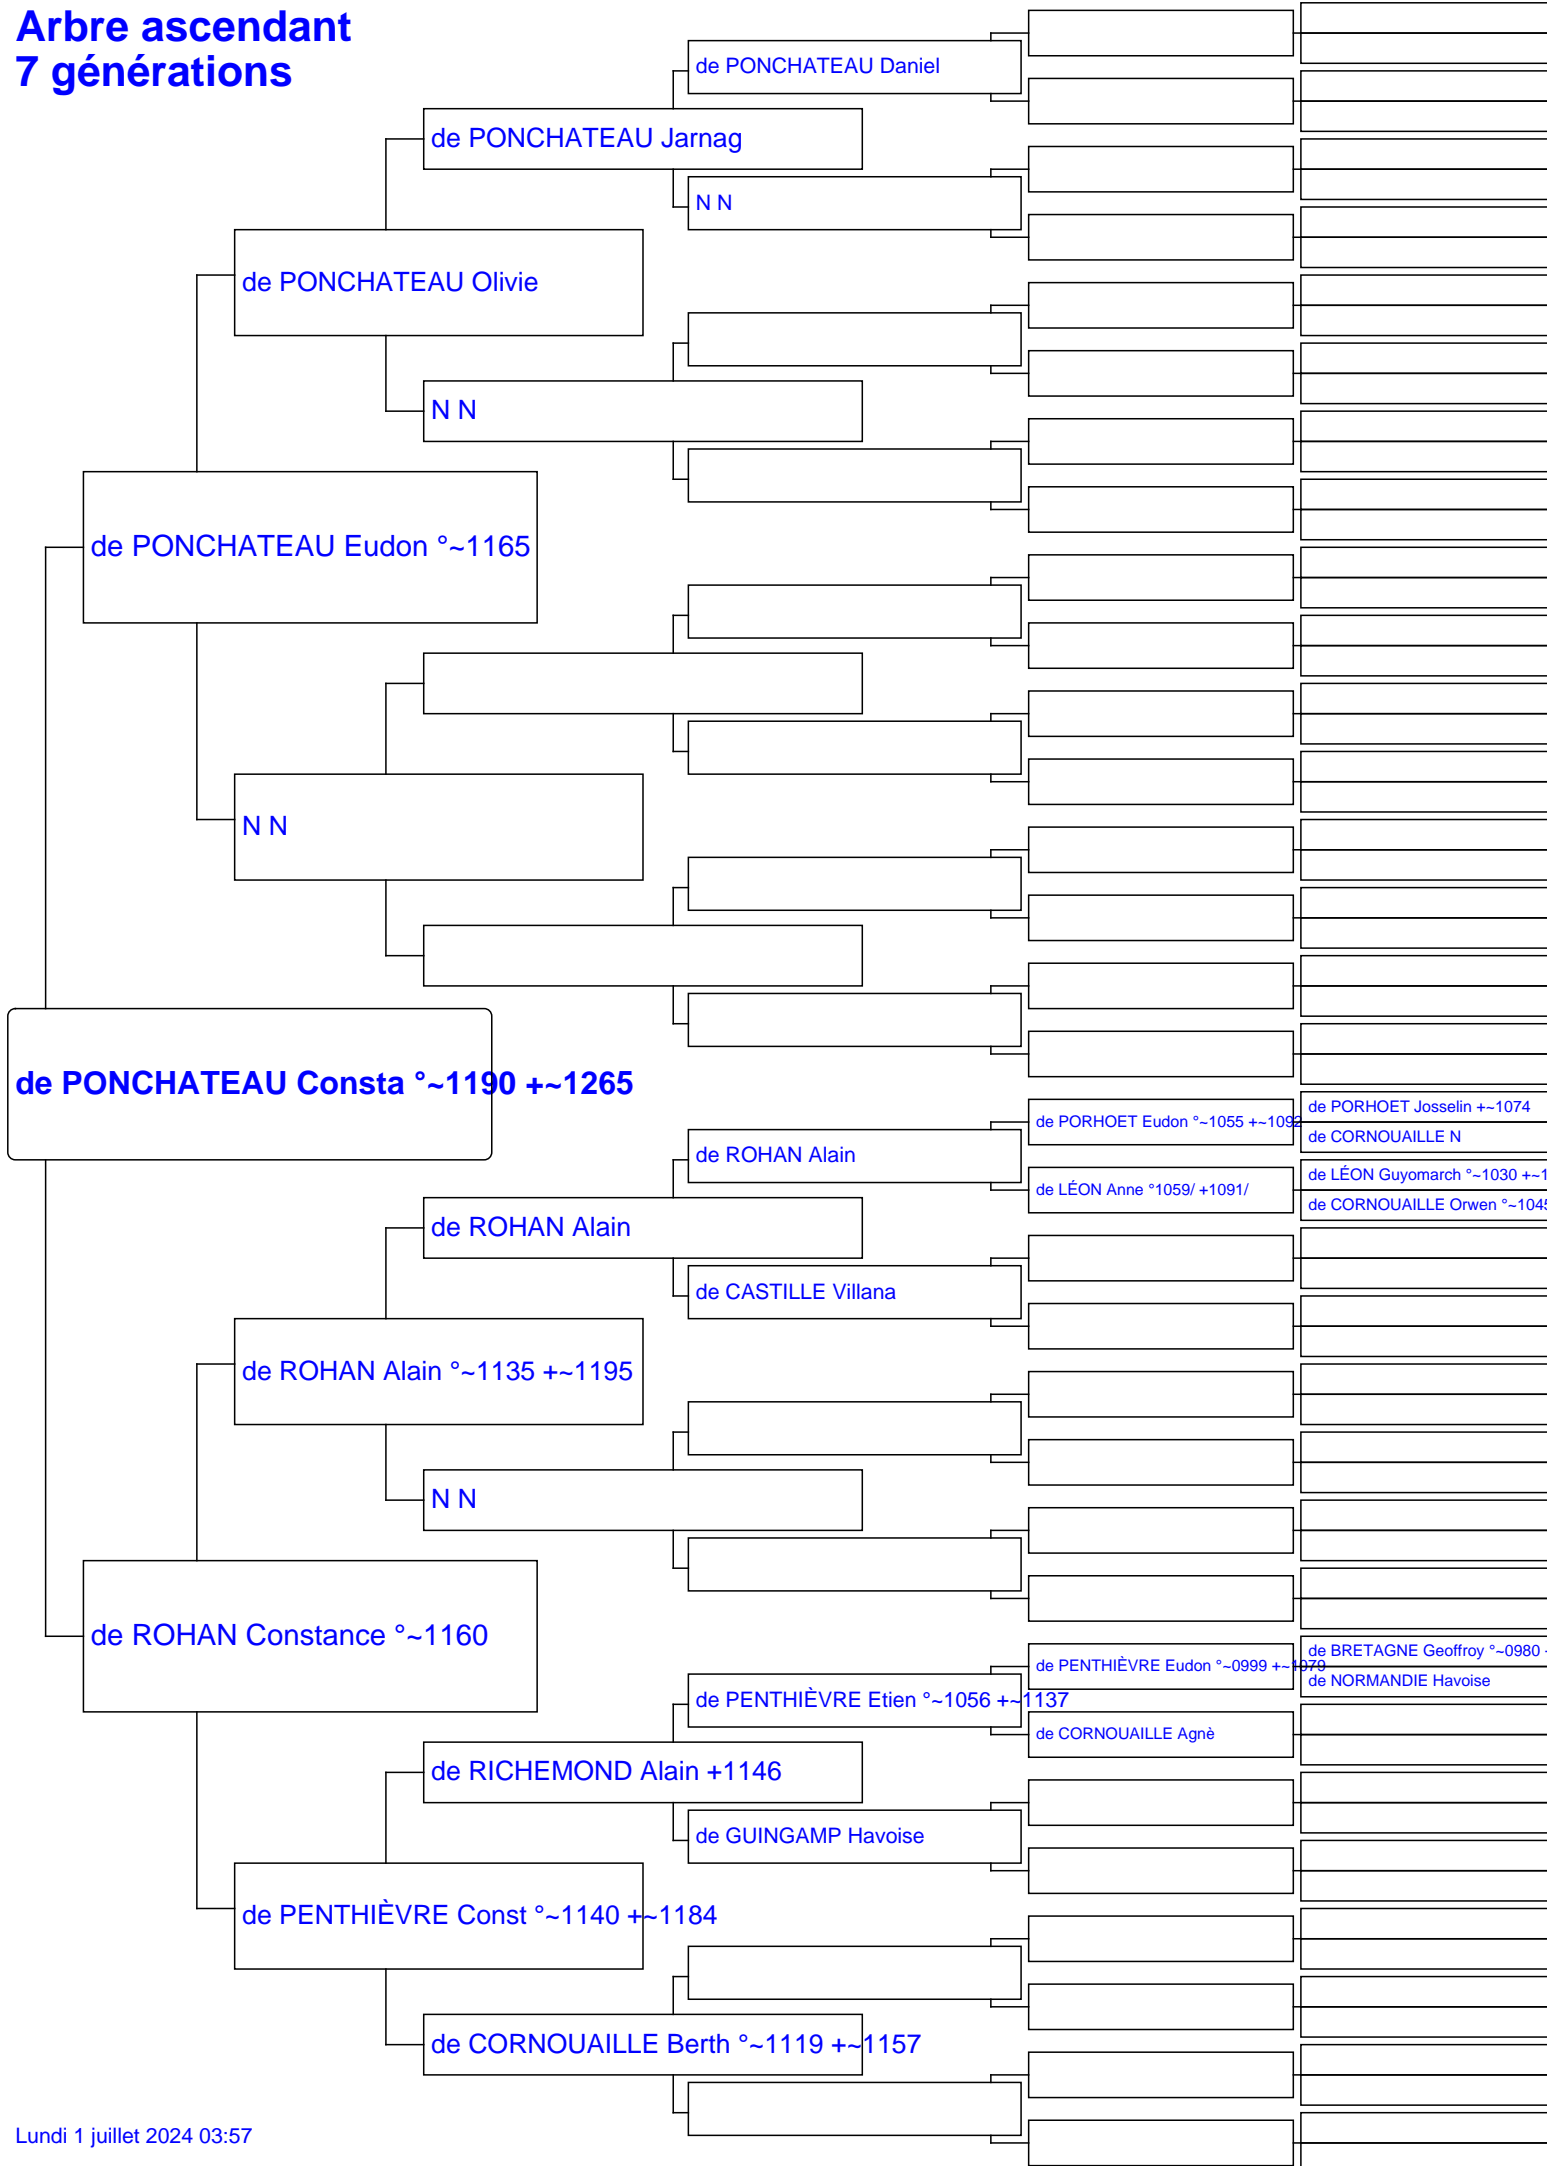 Arbre ascendant
7 générations
de PONCHATEAU Daniel
de PONCHATEAU Jarnag
N N
de PONCHATEAU Olivie
N N
de PONCHATEAU Eudon °~1165
N N
de PONCHATEAU Consta °~1190 +~1265
de PORHOET Josselin +~1074
de PORHOET Eudon °~1055 +~1092
de CORNOUAILLE N
de ROHAN Alain
de LÉON Guyomarch °~1030 +~1
de LÉON Anne °1059/ +1091/
de CORNOUAILLE Orwen °~1045
de ROHAN Alain
de CASTILLE Villana
de ROHAN Alain °~1135 +~1195
N N
de ROHAN Constance °~1160
de BRETAGNE Geoffroy °~0980
de PENTHIÈVRE Eudon °~0999 +~1079
de NORMANDIE Havoise
de PENTHIÈVRE Etien °~1056 +~1137
de CORNOUAILLE Agnè
de RICHEMOND Alain +1146
de GUINGAMP Havoise
de PENTHIÈVRE Const °~1140 +~1184
de CORNOUAILLE Berth °~1119 +~1157
Lundi 1 juillet 2024 03:57